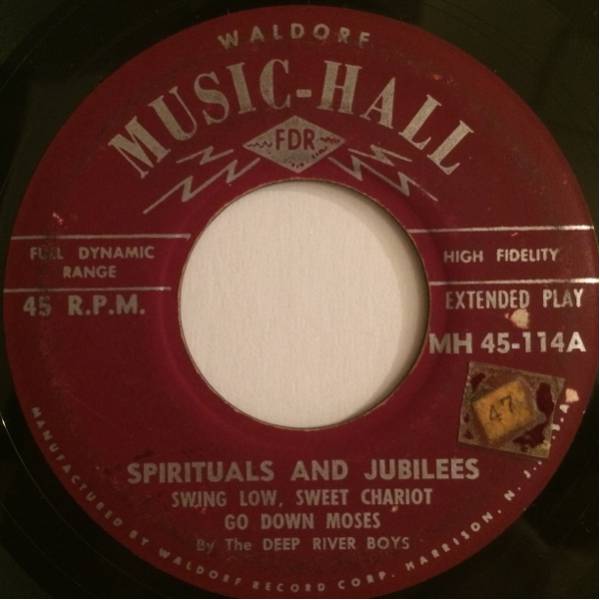 WALDORF
MUSIC-HALL
FDR
FULL DYNAMIC
RANGE
HIGH FIDELITY
45 R.P.M.
EXTENDED PLAY
MH 45-114A
47
SPIRITUALS AND JUBILEES
SWING LOW, SWEET CHARIOT
GO DOWN MOSES
By The DEEP RIVER BOYS
MANUFACTURED BY WALDORF RECORD CORP. HARRISON, N. J., U.S.A.